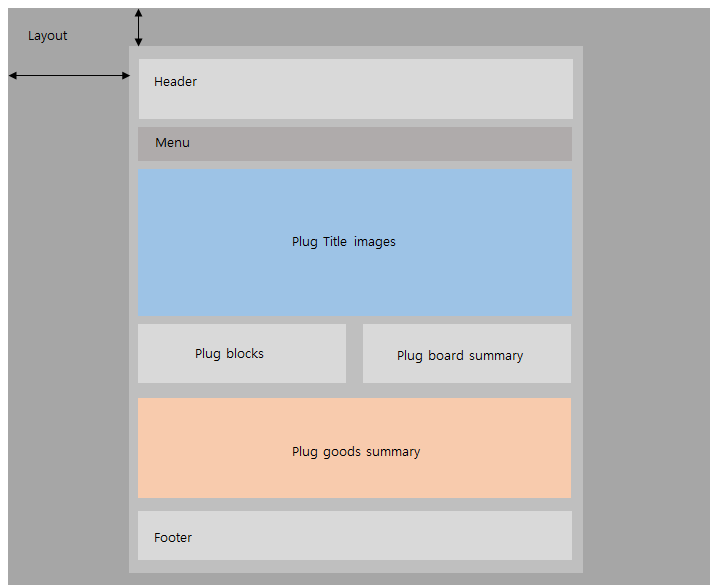 Layout
Header
Menu
Plug Title images
Plug blocks
Plug board summary
Plug goods summary
Footer